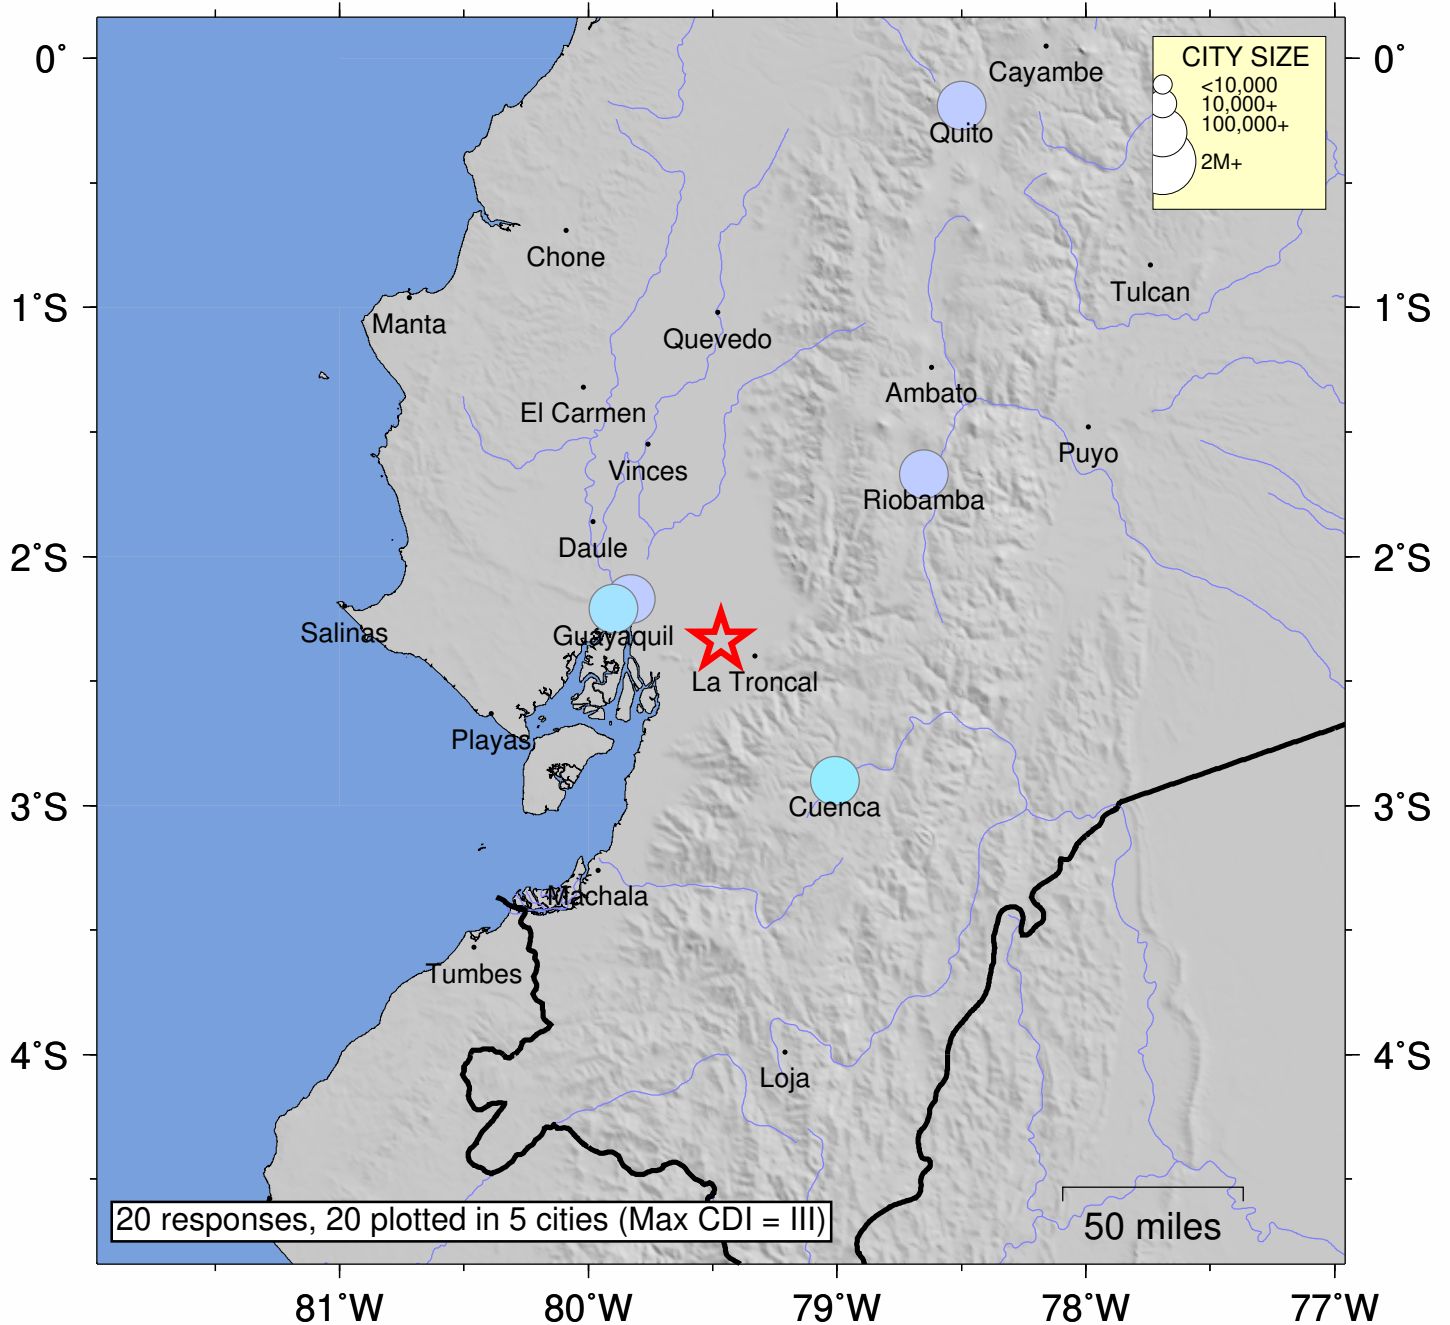 0˚
0˚
CITY SIZE
<10,000
10,000+
100,000+
2M+
Cayambe
Quito
Chone
Tulcan
1˚S
1˚S
Manta
Quevedo
Ambato
El Carmen
Puyo
Vinces
Riobamba
Daule
2˚S
2˚S
Salinas
Guayaquil
La Troncal
Playas
Cuenca
3˚S
3˚S
Machala
Tumbes
4˚S
4˚S
Loja
20 responses, 20 plotted in 5 cities (Max CDI = III)
50 miles
81˚W
80˚W
79˚W
78˚W
77˚W